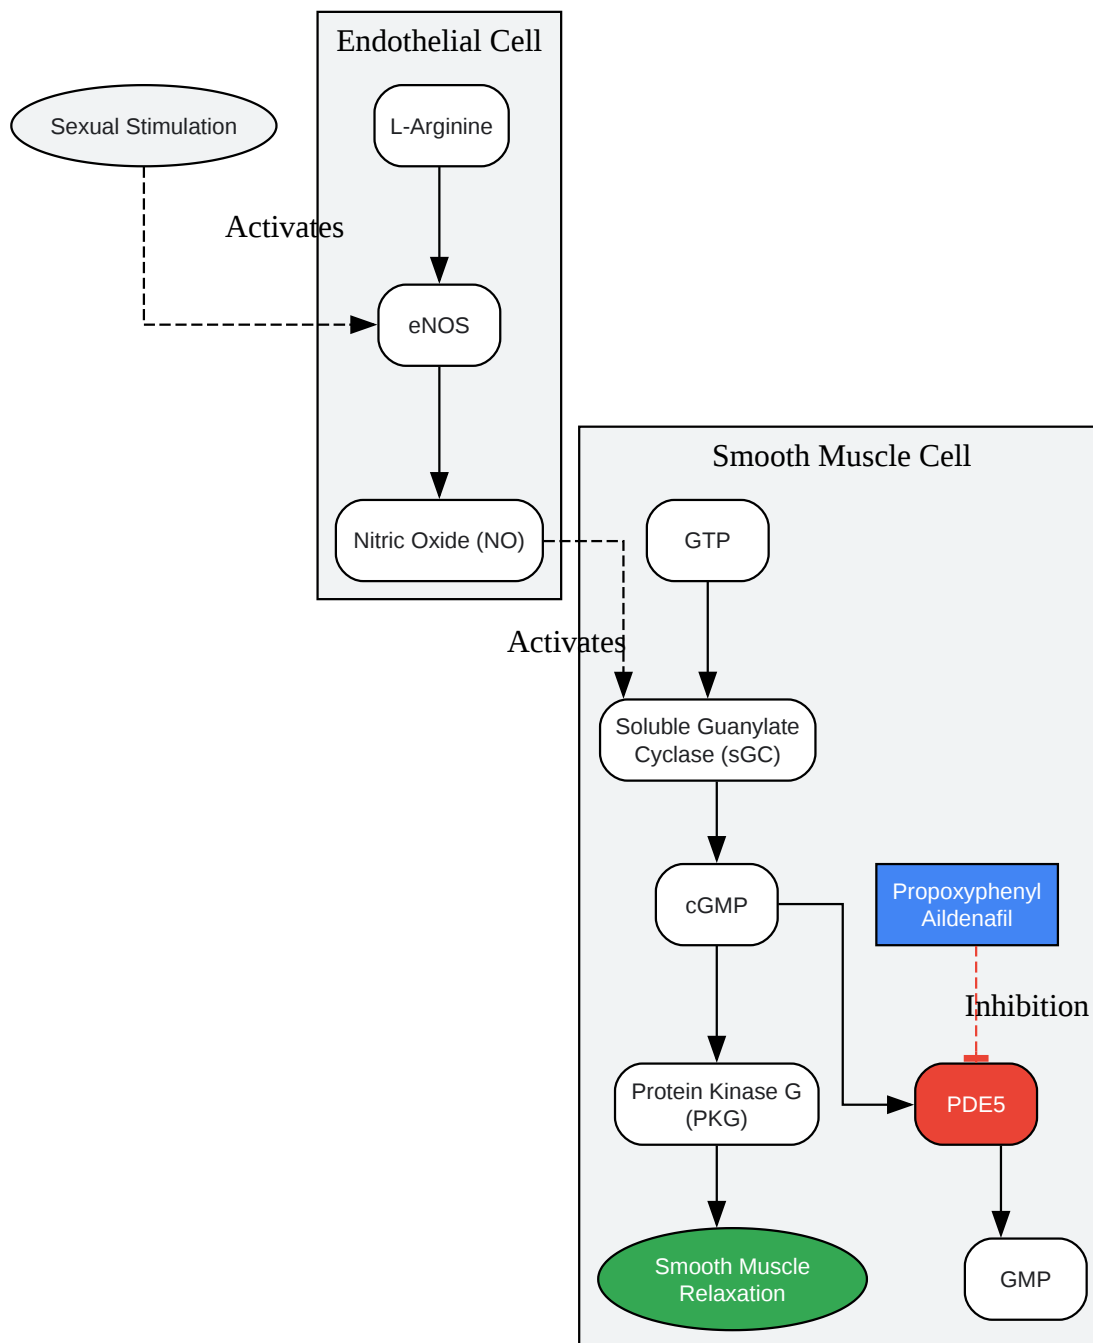 Endothelial Cell
Sexual Stimulation
L-Arginine
Activates
eNOS
Smooth Muscle Cell
Nitric Oxide (NO)
GTP
Activates
Soluble Guanylate
Cyclase (sGC)
cGMP
Propoxyphenyl
Aildenafil
Inhibition
Protein Kinase G
(PKG)
PDE5
Smooth Muscle
Relaxation
GMP